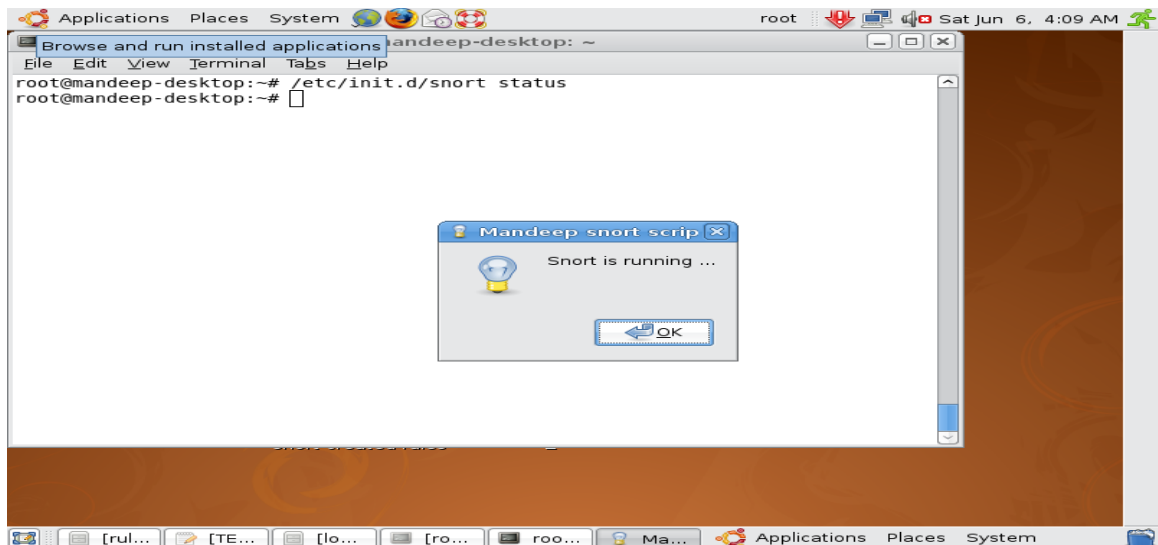 Applications Places System root Sat Jun 6, 4:09 AM
Browse and run installed applications andeep-desktop: ~
File Edit View Terminal Tabs Help
root@mandeep-desktop:~# /etc/init.d/snort status
root@mandeep-desktop:~#
Mandeep snort scrip
Snort is running ...
OK
[rul... [TE... [lo... [ro... roo... Ma... Applications Places System